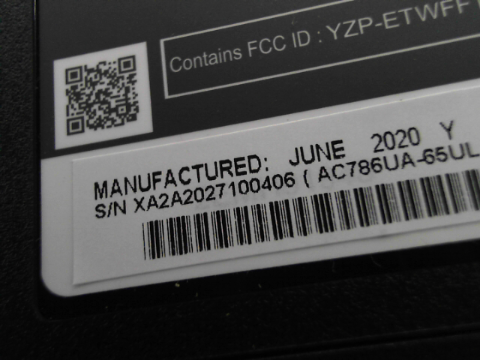 Contains FCC ID : YZP-ETWFF
MANUFACTURED: JUNE 2020 Y
S/N XA2A2027100406 ( AC786UA-65UL